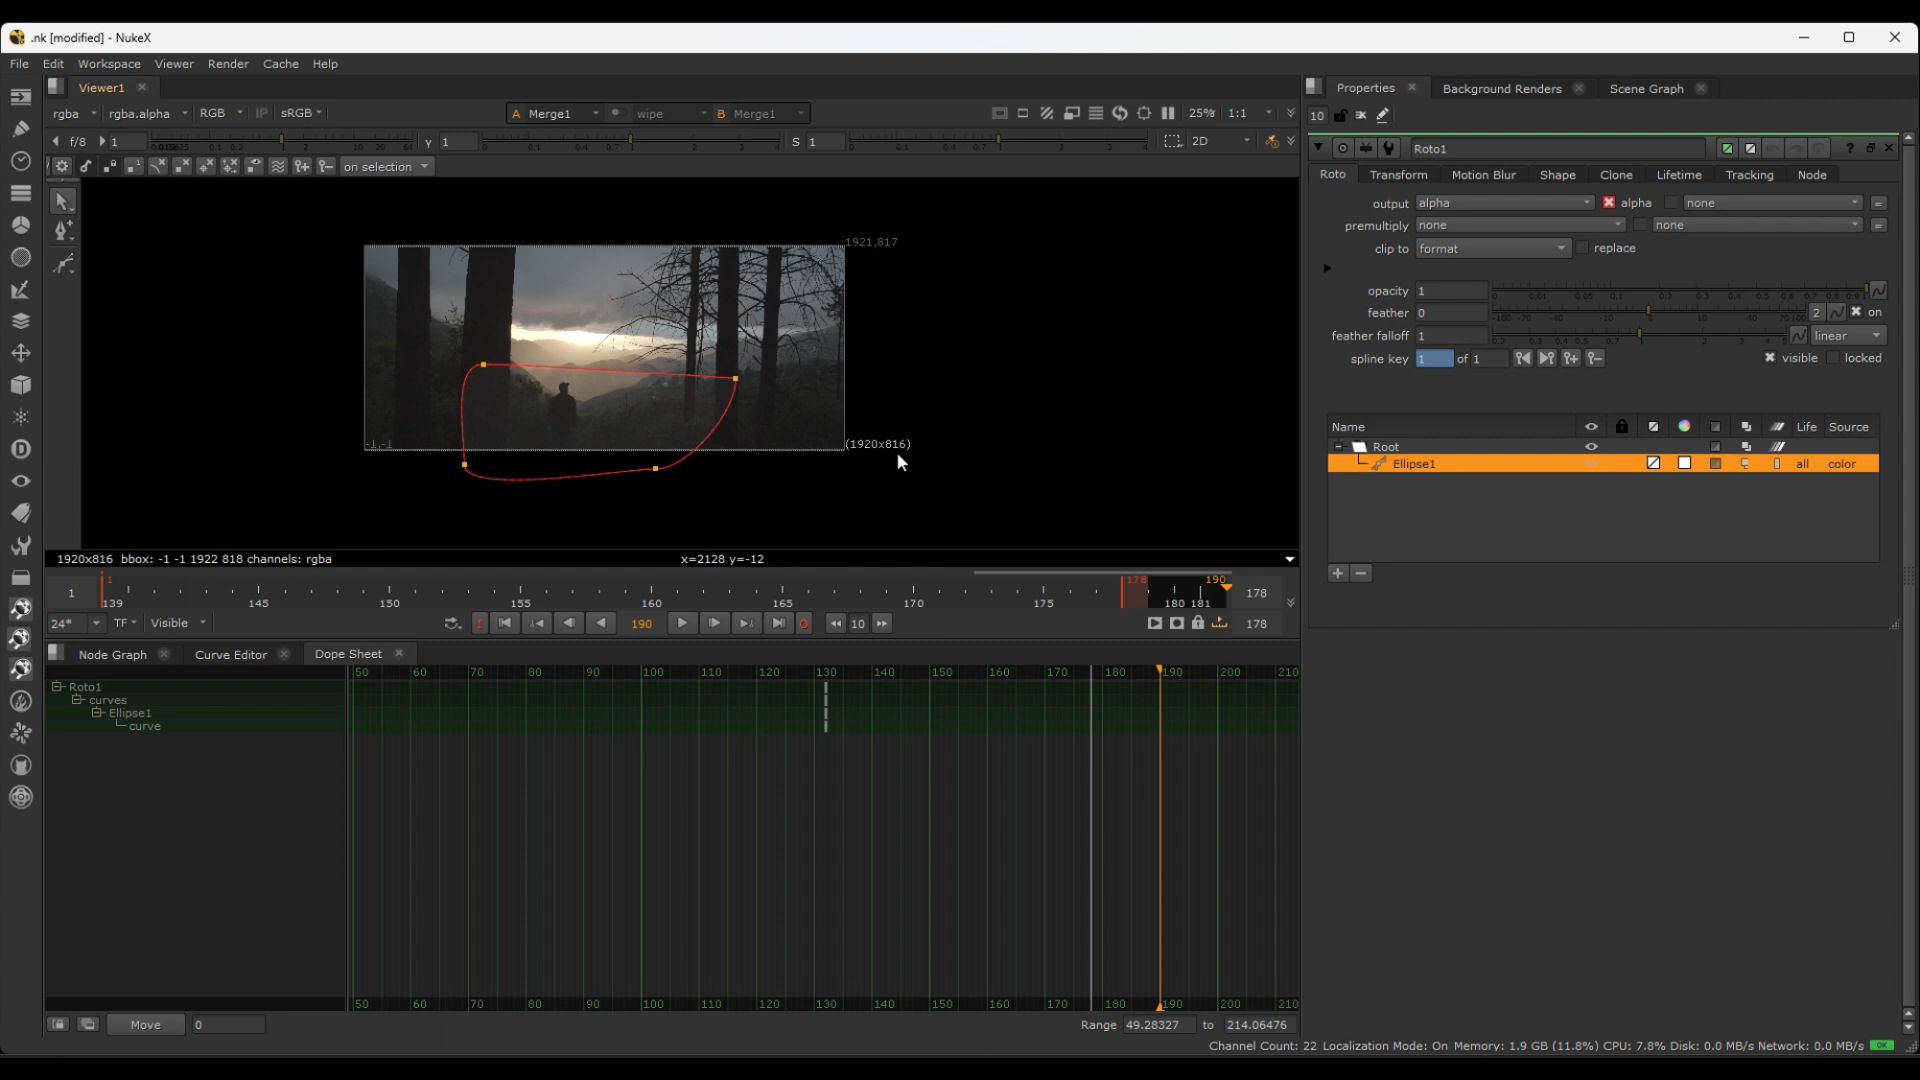 .nk [modified] - NukeX
File Edit Workspace Viewer Render Cache Help
Viewer1
rgba rgba.alpha RGB IP sRGB A Merge1 wipe B Merge1 25% 1:1
f/8 1 Y 1 S 1 2D
on selection
1921,817
-1,-1 (1920x816)
1920x816 bbox: -1 -1 1922 818 channels: rgba x=2128 y=-12
1 178 190
1 139 145 150 155 160 165 170 175 180 181 178
24* TF Visible 190 10 178
Node Graph Curve Editor Dope Sheet
50 60 70 80 90 100 110 120 130 140 150 160 170 180 190 200 210
Roto1
curves
Ellipse1
curve
50 60 70 80 90 100 110 120 130 140 150 160 170 180 190 200 210
Move 0 Range 49.28327 to 214.06476
Properties Background Renders Scene Graph
10
Roto1
Roto Transform Motion Blur Shape Clone Lifetime Tracking Node
output alpha alpha none =
premultiply none none =
clip to format replace
opacity 1
feather 0 2 on
feather falloff 1 linear
spline key 1 of 1 visible locked
Name Life Source
Root
Ellipse1 all color
Channel Count: 22 Localization Mode: On Memory: 1.9 GB (11.8%) CPU: 7.8% Disk: 0.0 MB/s Network: 0.0 MB/s OK